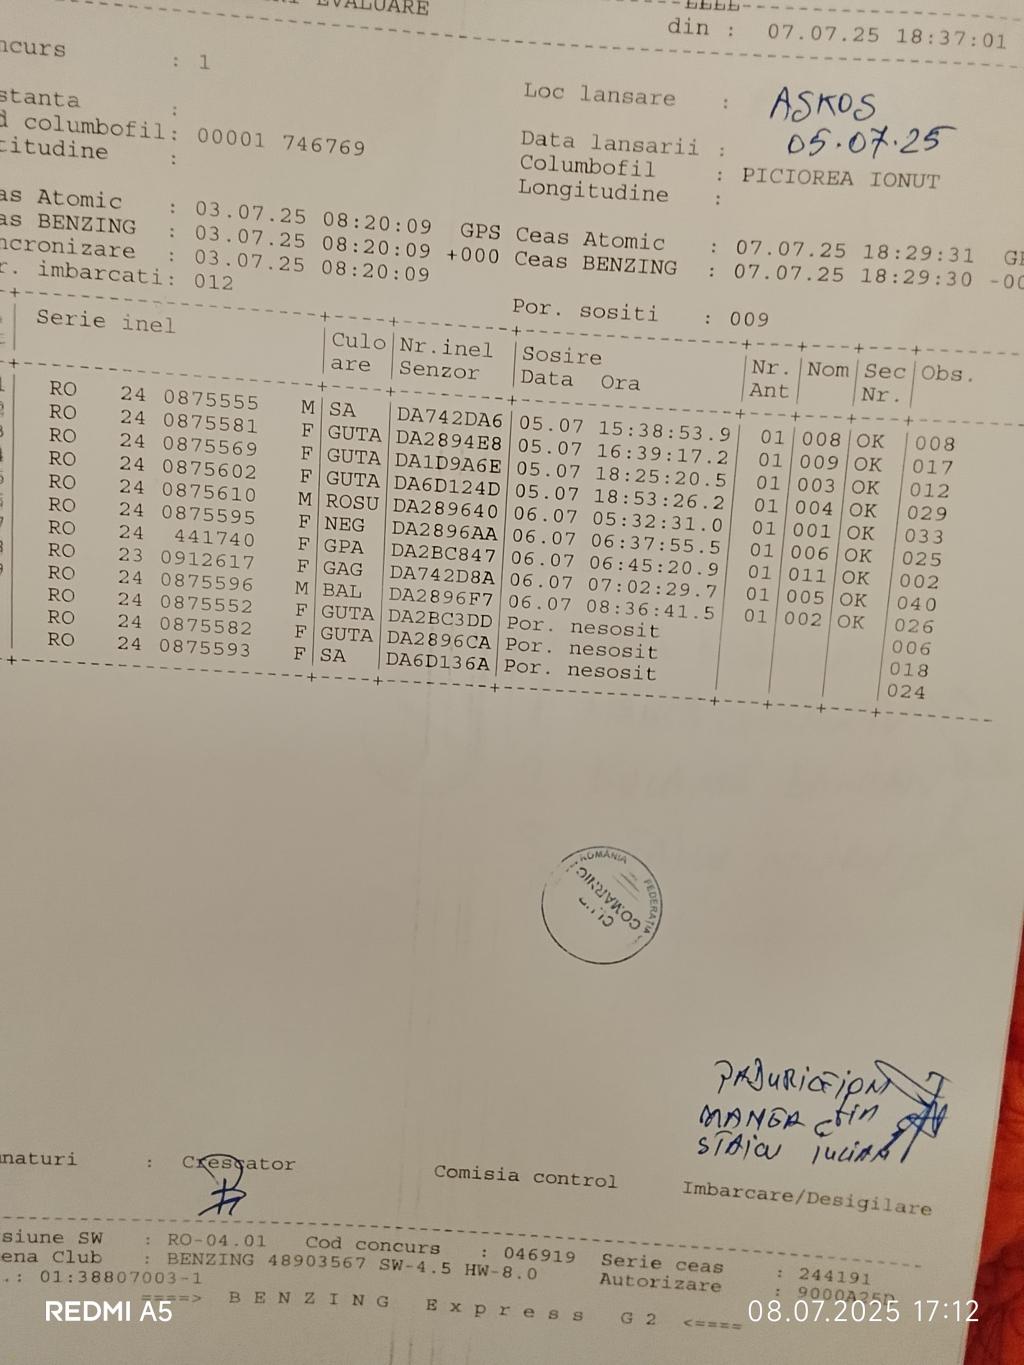 EVALUARE
din : 07.07.25 18:37:01
ncurs : 1
Loc lansare : ASKOS
stanta :
Data lansarii : 05.07.25
d columbofil: 00001 746769
Columbofil : PICIOREA IONUT
titudine :
Longitudine :
as Atomic : 03.07.25 08:20:09 GPS Ceas Atomic : 07.07.25 18:29:31
as BENZING : 03.07.25 08:20:09 +000 Ceas BENZING : 07.07.25 18:29:30 -00
ncronizare : 03.07.25 08:20:09
r. imbarcati: 012
Por. sositi : 009
Serie inel Culo Nr.inel Sosire Nr. Nom Sec Obs.
are Senzor Data Ora Ant Nr.
RO 24 0875555 M SA DA742DA6 05.07 15:38:53.9 01 008 OK 008
RO 24 0875581 F GUTA DA2894E8 05.07 16:39:17.2 01 009 OK 017
RO 24 0875569 F GUTA DA1D9A6E 05.07 18:25:20.5 01 003 OK 012
RO 24 0875602 F GUTA DA6D124D 05.07 18:53:26.2 01 004 OK 029
RO 24 0875610 M ROSU DA289640 06.07 05:32:31.0 01 001 OK 033
RO 24 0875595 F NEG DA2896AA 06.07 06:37:55.5 01 006 OK 025
RO 24 441740 F GPA DA2BC847 06.07 06:45:20.9 01 011 OK 002
RO 23 0912617 F GAG DA742D8A 06.07 07:02:29.7 01 005 OK 040
RO 24 0875596 M BAL DA2896F7 06.07 08:36:41.5 01 002 OK 026
RO 24 0875552 F GUTA DA2BC3DD Por. nesosit 006
RO 24 0875582 F GUTA DA2896CA Por. nesosit 018
RO 24 0875593 F SA DA6D136A Por. nesosit 024
ROMÂNIA
FEDERATIA
COMARNIC
MANEA
STAICU IULIAN
naturi : Crescator Comisia control Imbarcare/Desigilare
siune SW : RO-04.01 Cod concurs : 046919 Serie ceas : 244191
ena Club : BENZING 48903567 SW-4.5 HW-8.0 Autorizare : 9000A25D
.: 01:38807003-1
====> BENZING Express G2 <====
REDMI A5
08.07.2025 17:12